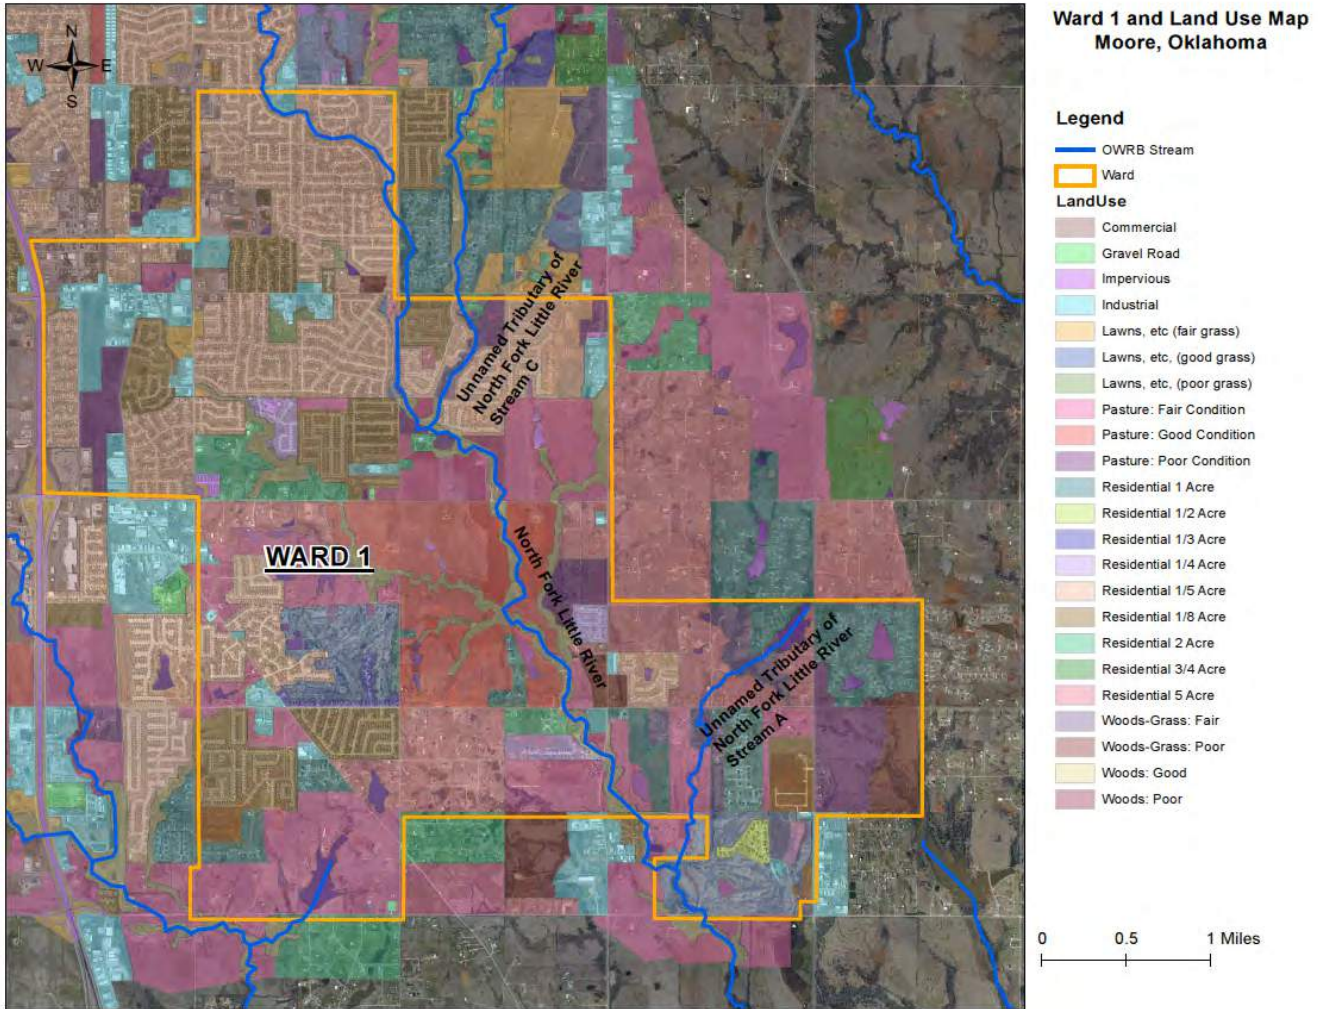 Ward 1 and Land Use Map
Moore, Oklahoma
N
W E
S
Legend
OWRB Stream
Ward
LandUse
Commercial
Gravel Road
Impervious
Industrial
Lawns, etc (fair grass)
Lawns, etc, (good grass)
Lawns, etc, (poor grass)
Pasture: Fair Condition
Pasture: Good Condition
Pasture: Poor Condition
Residential 1 Acre
Residential 1/2 Acre
Residential 1/3 Acre
Residential 1/4 Acre
Residential 1/5 Acre
Residential 1/8 Acre
Residential 2 Acre
Residential 3/4 Acre
Residential 5 Acre
Woods-Grass: Fair
Woods-Grass: Poor
Woods: Good
Woods: Poor
Unnamed Tributary of
North Fork Little River
Stream C
WARD 1
North Fork Little River
Unnamed Tributary of
North Fork Little River
Stream A
0 0.5 1 Miles